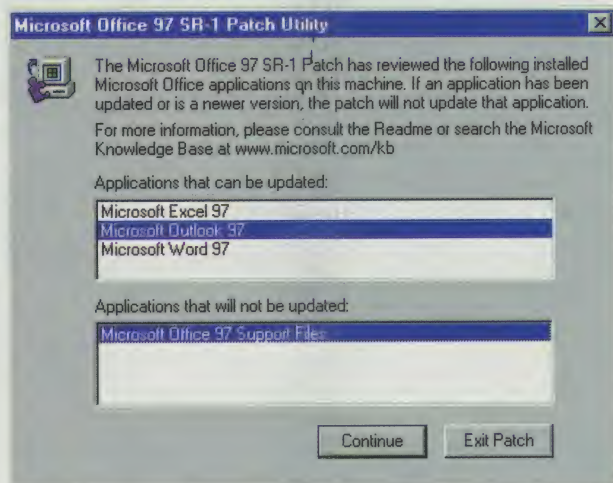 Microsoft Office 97 SR-1 Patch Utility
The Microsoft Office 97 SR-1 Patch has reviewed the following installed
Microsoft Office applications on this machine. If an application has been
updated or is a newer version, the patch will not update that application.
For more information, please consult the Readme or search the Microsoft
Knowledge Base at www.microsoft.com/kb
Applications that can be updated:
Microsoft Excel 97
Microsoft Outlook 97
Microsoft Word 97
Applications that will not be updated:
Microsoft Office 97 Support Files
Continue
Exit Patch